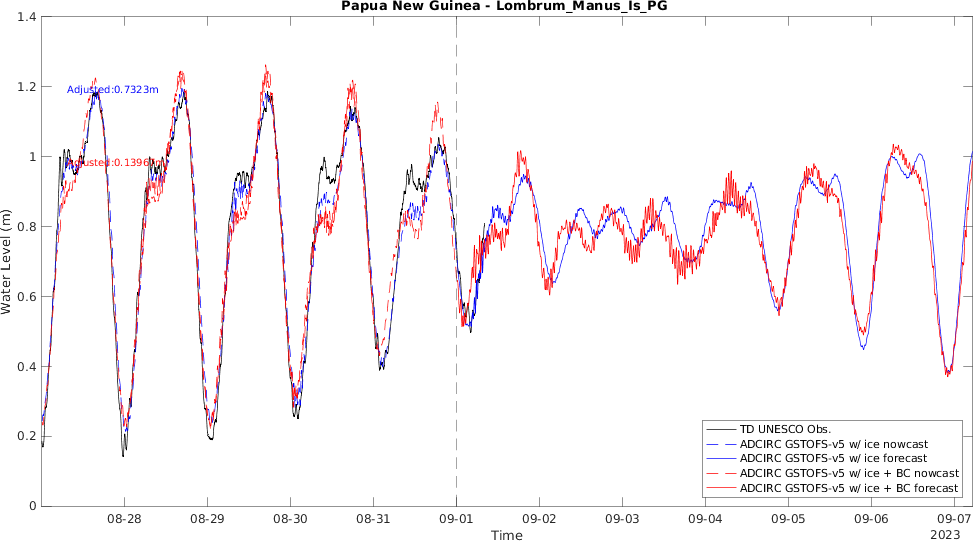 Papua New Guinea - Lombrum_Manus_Is_PG
1.4
1.2
1
0.8
0.6
0.4
0.2
0
Water Level (m)
Adjusted:0.7323m
08-28
08-29
08-30
08-31
09-01
09-02
09-03
09-04
09-05
09-06
09-07
Time
2023
TD UNESCO Obs.
ADCIRC GSTOFS-v5 w/ ice nowcast
ADCIRC GSTOFS-v5 w/ ice forecast
ADCIRC GSTOFS-v5 w/ ice + BC nowcast
ADCIRC GSTOFS-v5 w/ ice + BC forecast